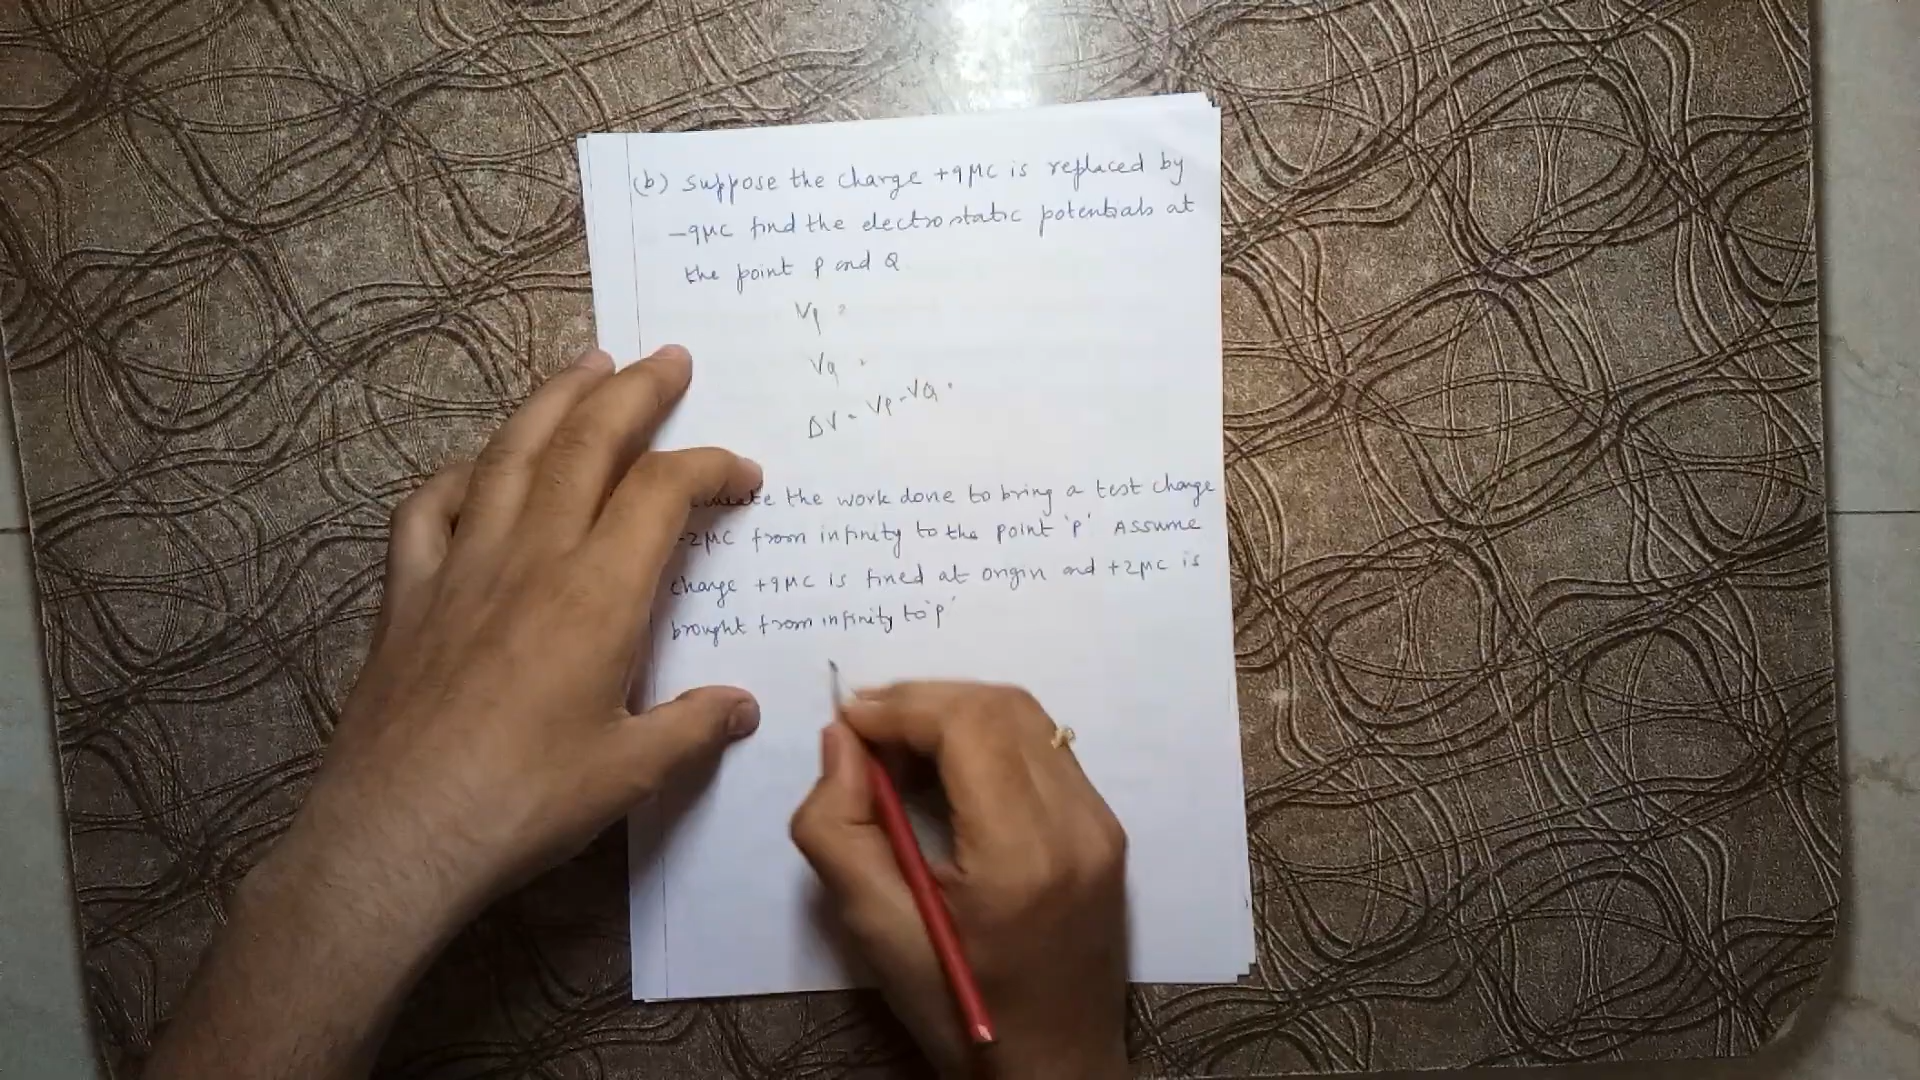 (b) Suppose the charge +9μC is replaced by
-9μC find the electrostatic potentials at
the point P and Q
Vp
VQ
ΔV = VP - VQ
the work done to bring a test charge
2μC from infinity to the point 'P' Assume
charge +9μC is fined at origin and +2μC is
brought from infinity to 'P'